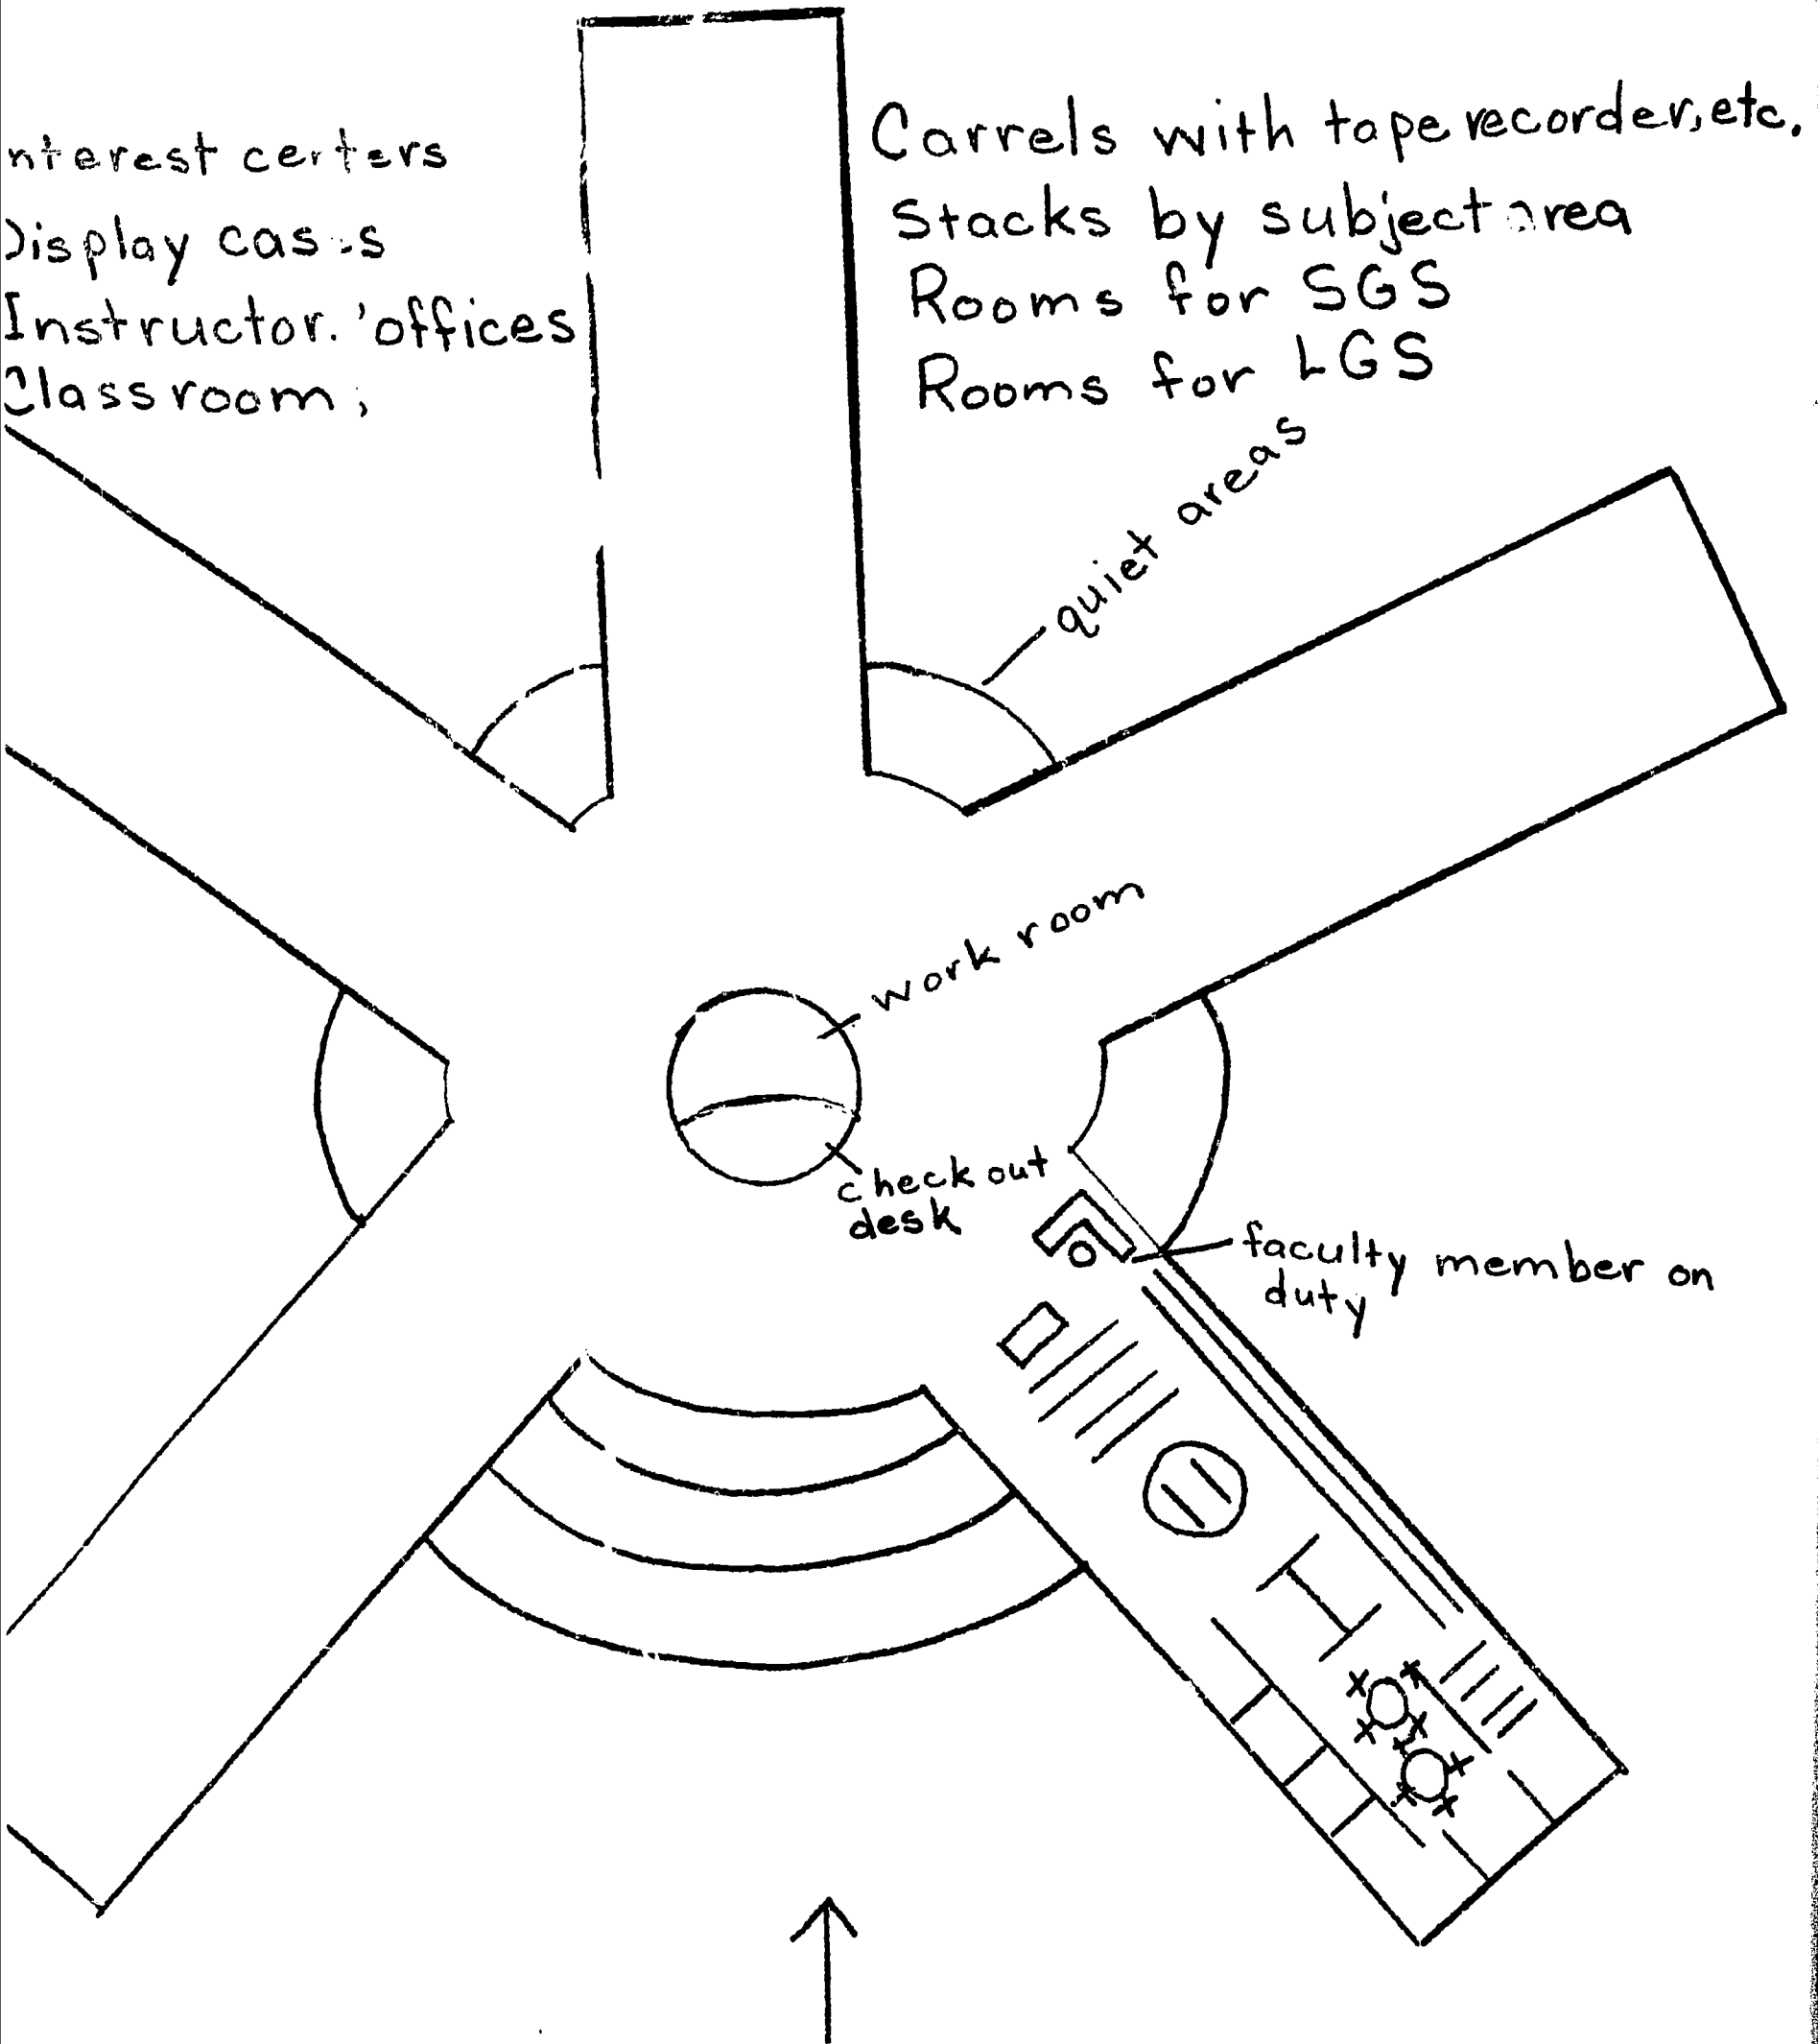 nterest centers
Display cases
Instructor. 'offices
Classroom,
Carrels with tape recorder, etc.
Stacks by subject area
Rooms for SGS
Rooms for LGS
quiet areas
work room
check out
desk
faculty member on
duty